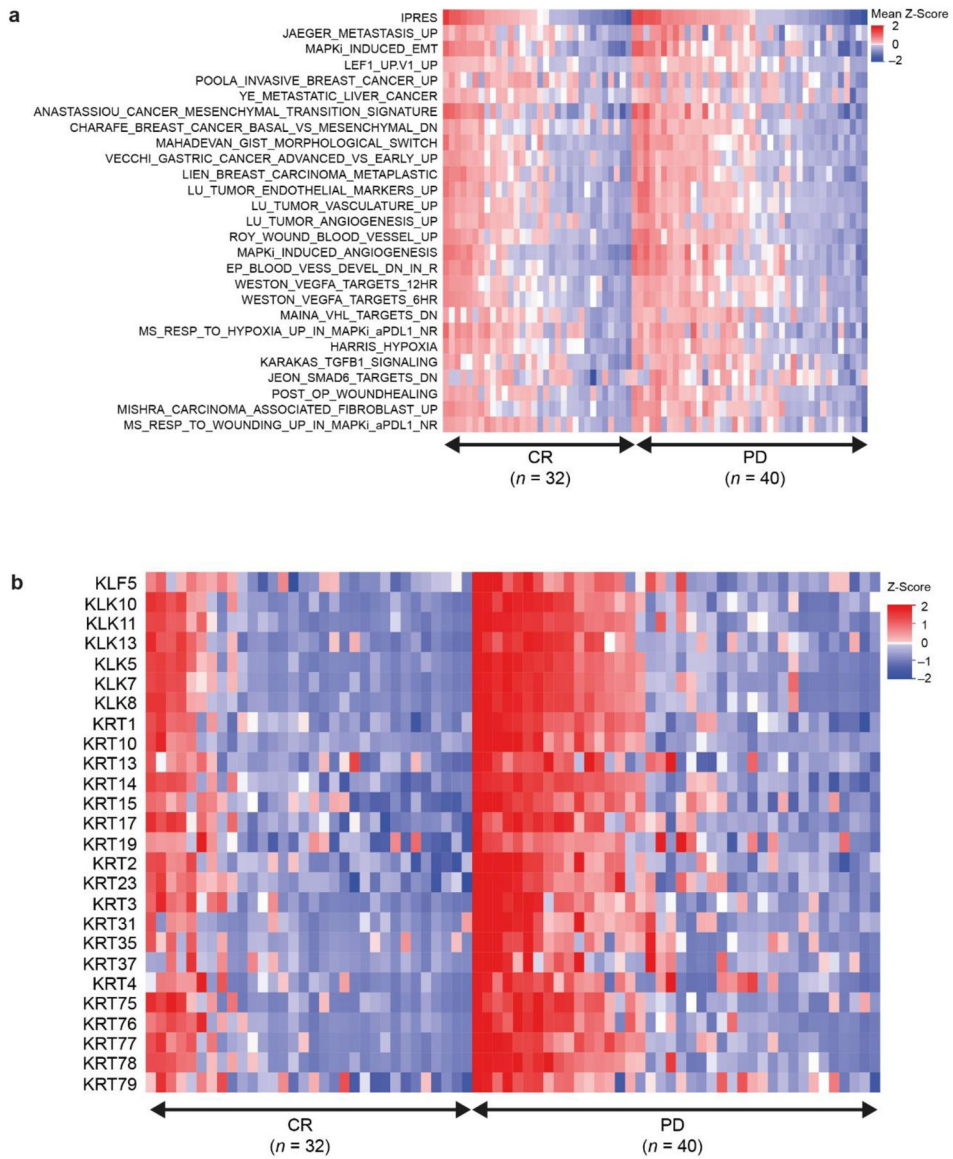 a
Mean Z-Score
2
0
−2
IPRES
JAEGER_METASTASIS_UP
MAPKi_INDUCED_EMT
LEF1_UP.V1_UP
POOLA_INVASIVE_BREAST_CANCER_UP
YE_METASTATIC_LIVER_CANCER
ANASTASSIOU_CANCER_MESENCHYMAL_TRANSITION_SIGNATURE
CHARAFE_BREAST_CANCER_BASAL_VS_MESENCHYMAL_DN
MAHADEVAN_GIST_MORPHOLOGICAL_SWITCH
VECCHI_GASTRIC_CANCER_ADVANCED_VS_EARLY_UP
LIEN_BREAST_CARCINOMA_METAPLASTIC
LU_TUMOR_ENDOTHELIAL_MARKERS_UP
LU_TUMOR_VASCULATURE_UP
LU_TUMOR_ANGIOGENESIS_UP
ROY_WOUND_BLOOD_VESSEL_UP
MAPKi_INDUCED_ANGIOGENESIS
EP_BLOOD_VESS_DEVEL_DN_IN_R
WESTON_VEGFA_TARGETS_12HR
WESTON_VEGFA_TARGETS_6HR
MAINA_VHL_TARGETS_DN
MS_RESP_TO_HYPOXIA_UP_IN_MAPKi_aPDL1_NR
HARRIS_HYPOXIA
KARAKAS_TGFB1_SIGNALING
JEON_SMAD6_TARGETS_DN
POST_OP_WOUNDHEALING
MISHRA_CARCINOMA_ASSOCIATED_FIBROBLAST_UP
MS_RESP_TO_WOUNDING_UP_IN_MAPKi_aPDL1_NR
CR PD
(n = 32) (n = 40)
b
Z-Score
2
1
0
−1
−2
KLF5
KLK10
KLK11
KLK13
KLK5
KLK7
KLK8
KRT1
KRT10
KRT13
KRT14
KRT15
KRT17
KRT19
KRT2
KRT23
KRT3
KRT31
KRT35
KRT37
KRT4
KRT75
KRT76
KRT77
KRT78
KRT79
CR PD
(n = 32) (n = 40)